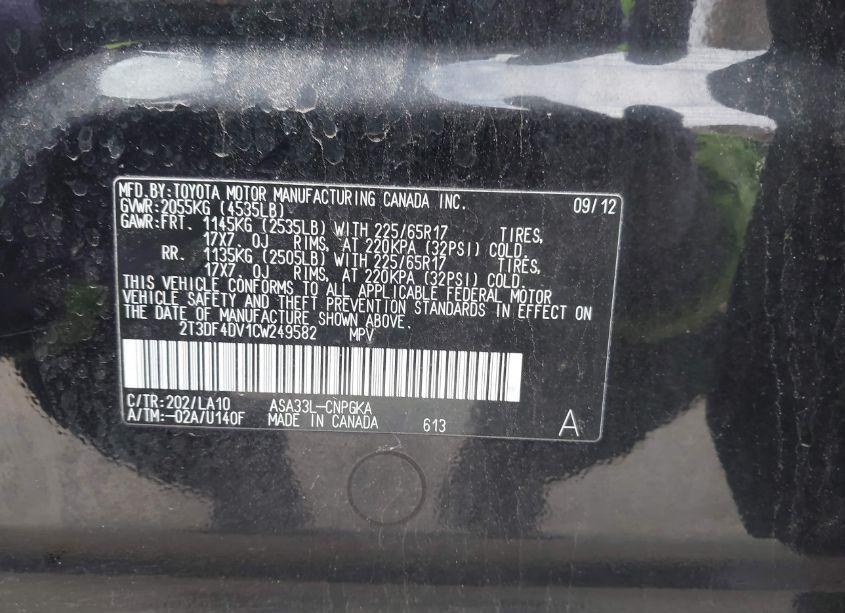 MFD.BY:TOYOTA MOTOR MANUFACTURING CANADA INC. 09/12
GVWR:2055KG (4535LB)
GAWR:FRT. 1145KG (2535LB) WITH 225/65R17 TIRES,
17X7.0J RIMS, AT 220KPA (32PSI) COLD.
RR. 1135KG (2505LB) WITH 225/65R17 TIRES,
17X7.0J RIMS, AT 220KPA (32PSI) COLD.
THIS VEHICLE CONFORMS TO ALL APPLICABLE FEDERAL MOTOR
VEHICLE SAFETY AND THEFT PREVENTION STANDARDS IN EFFECT ON
THE DATE OF MANUFACTURE SHOWN ABOVE.
2T3DF4DV1CW249582 MPV
C/TR:202/LA10 ASA33L-CNPGKA
A/TM:-02A/U140F MADE IN CANADA 613 A